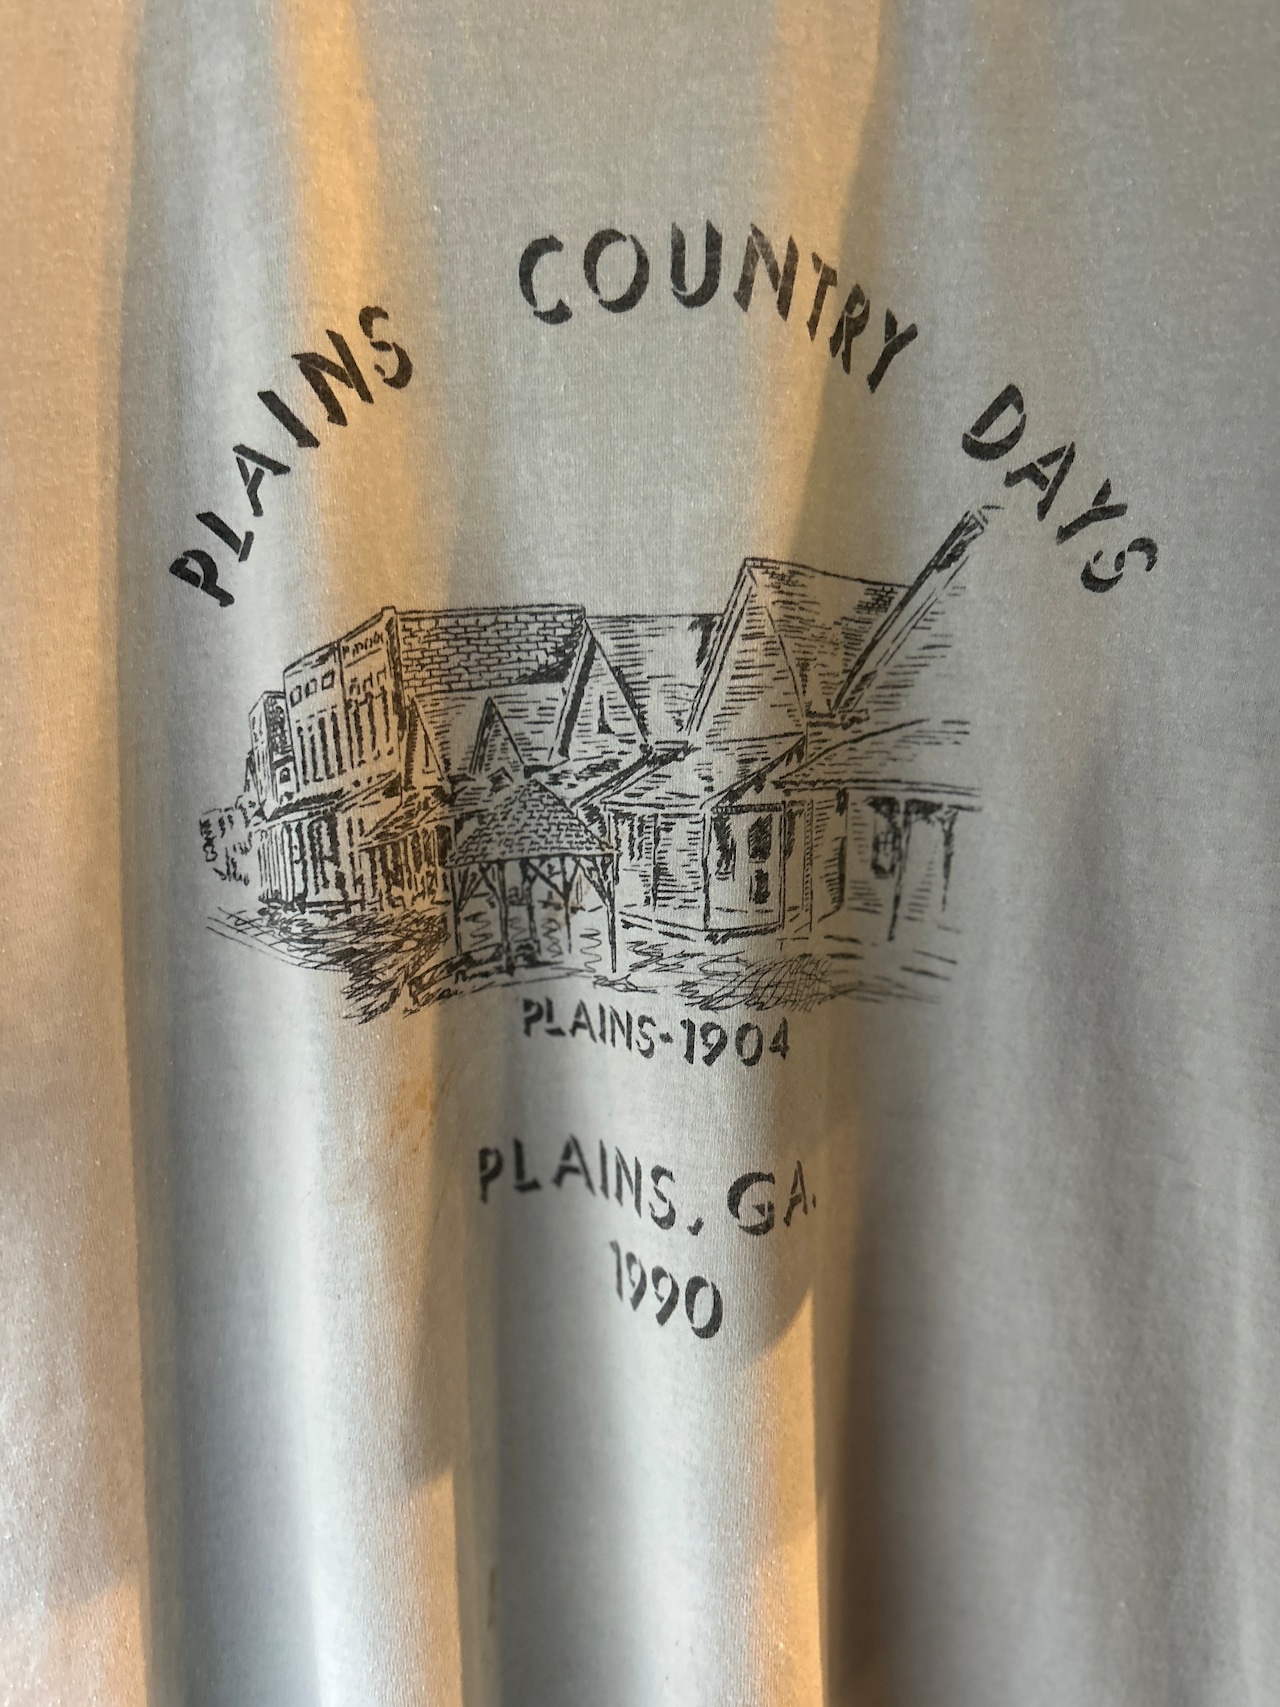 PLAINS COUNTRY DAYS
PLAINS-1904
PLAINS, GA.
1990